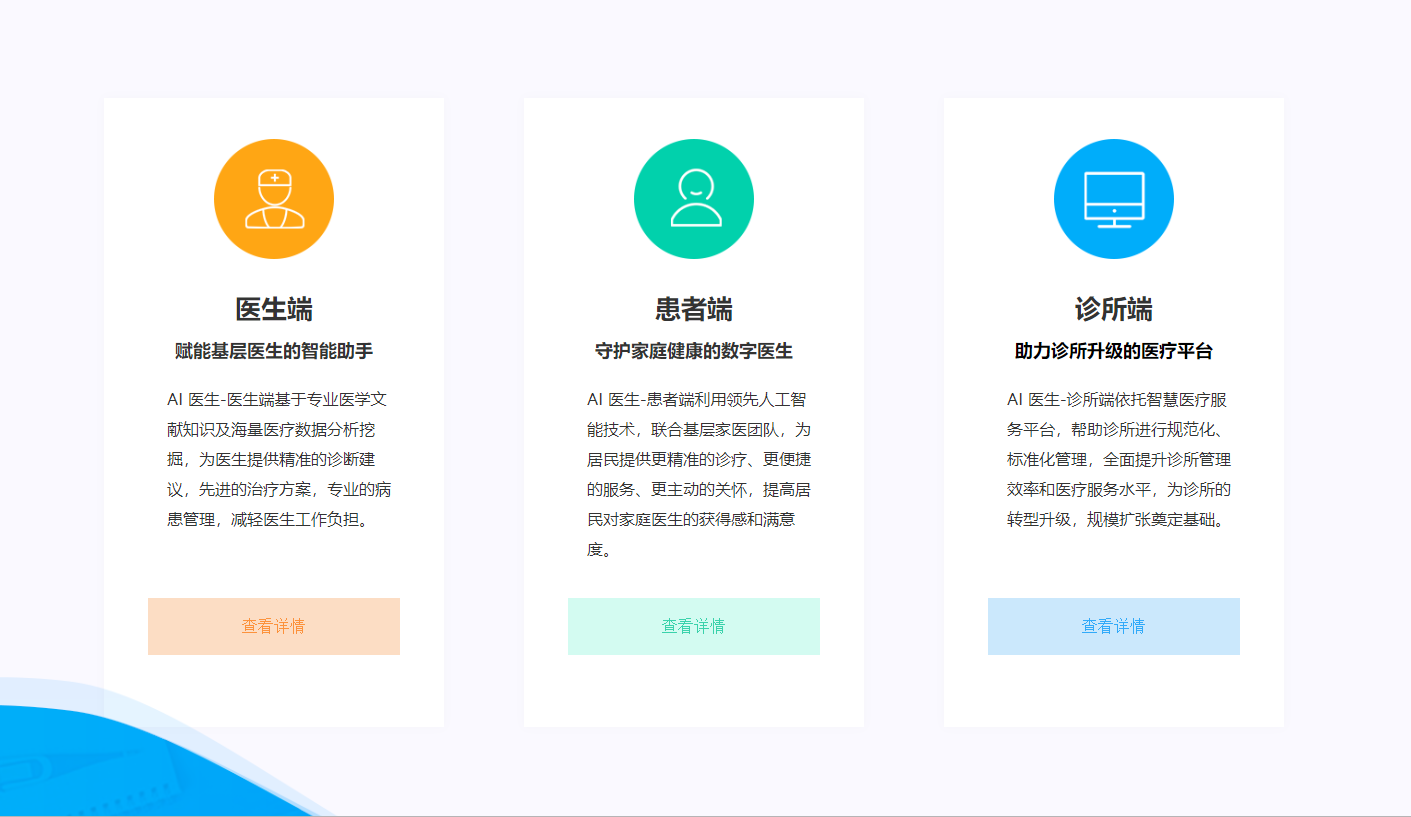 医生端
赋能基层医生的智能助手
AI 医生-医生端基于专业医学文
献知识及海量医疗数据分析挖
掘，为医生提供精准的诊断建
议，先进的治疗方案，专业的病
患管理，减轻医生工作负担。
查看详情
患者端
守护家庭健康的数字医生
AI 医生-患者端利用领先人工智
能技术，联合基层家医团队，为
居民提供更精准的诊疗、更便捷
的服务、更主动的关怀，提高居
民对家庭医生的获得感和满意
度。
查看详情
诊所端
助力诊所升级的医疗平台
AI 医生-诊所端依托智慧医疗服
务平台，帮助诊所进行规范化、
标准化管理，全面提升诊所管理
效率和医疗服务水平，为诊所的
转型升级，规模扩张奠定基础。
查看详情